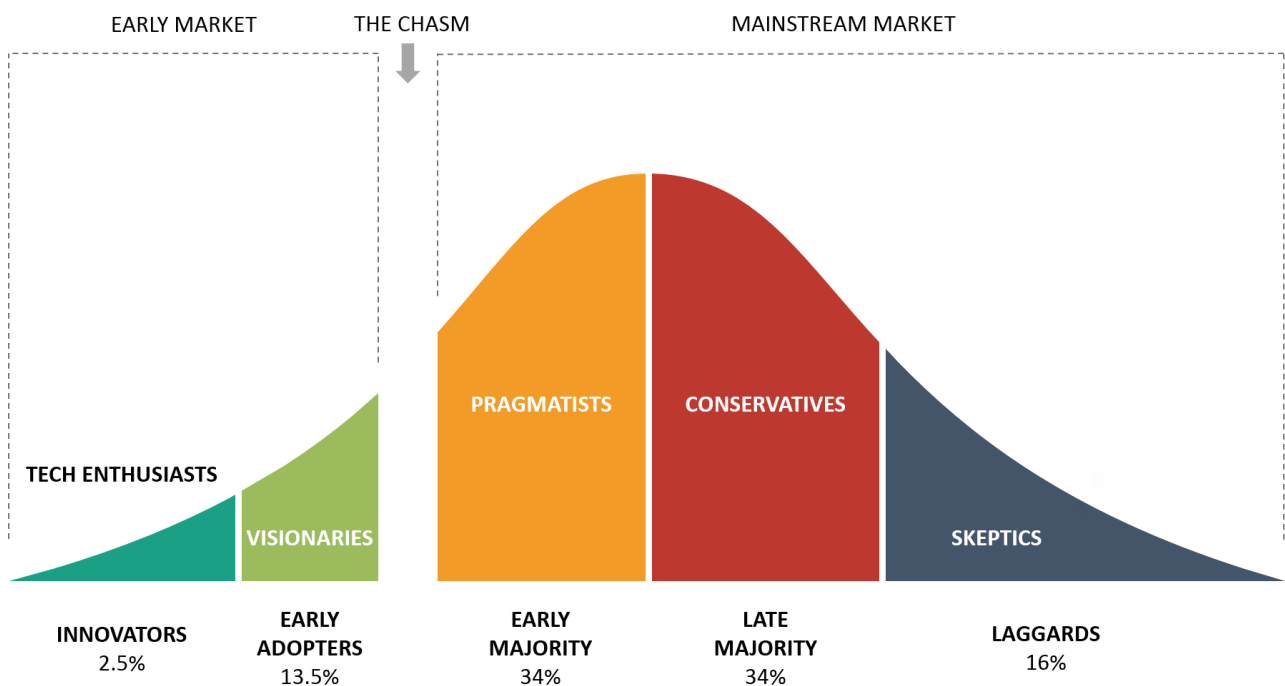 EARLY MARKET
THE CHASM
MAINSTREAM MARKET
TECH ENTHUSIASTS
VISIONARIES
PRAGMATISTS
CONSERVATIVES
SKEPTICS
INNOVATORS
2.5%
EARLY
ADOPTERS
13.5%
EARLY
MAJORITY
34%
LATE
MAJORITY
34%
LAGGARDS
16%